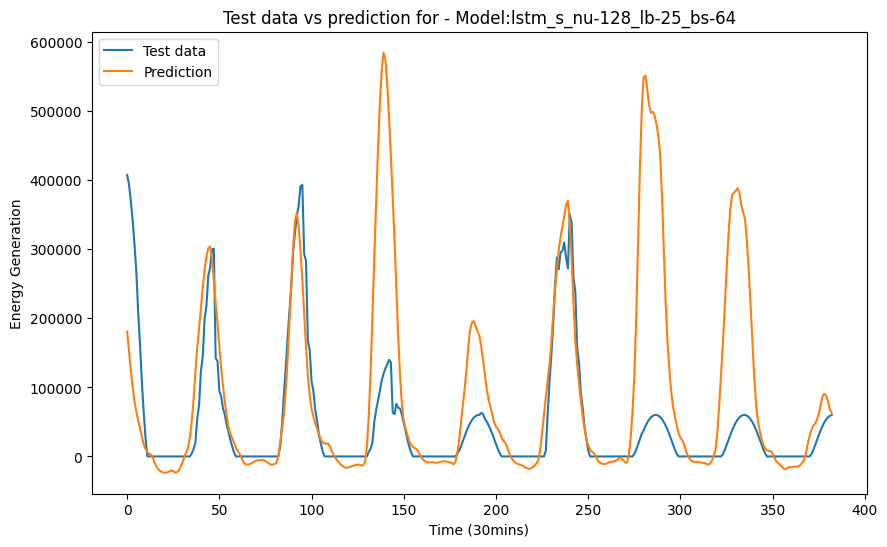 Test data vs prediction for - Model:lstm_s_nu-128_lb-25_bs-64
Test data
Prediction
Energy Generation
600000
500000
400000
300000
200000
100000
0
0 50 100 150 200 250 300 350 400
Time (30mins)